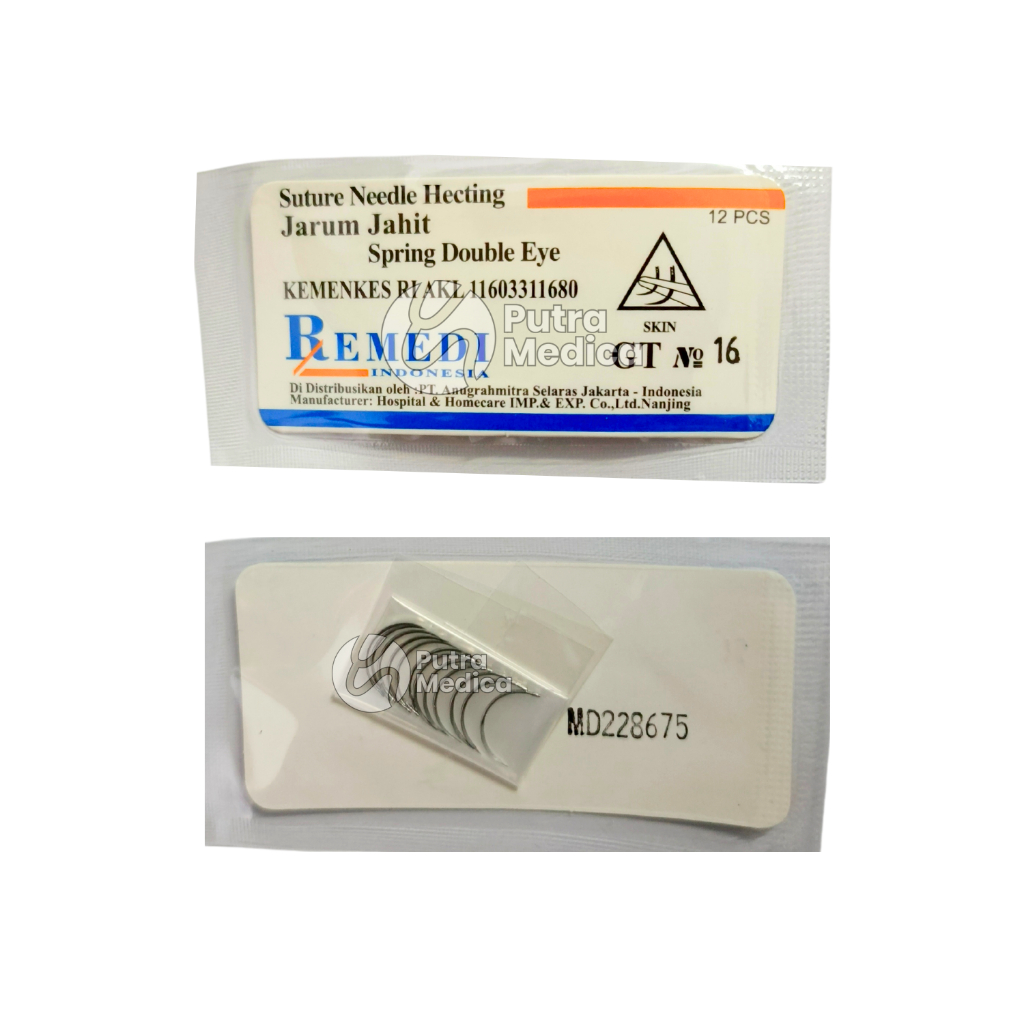 Suture Needle Hecting
Jarum Jahit
Spring Double Eye
12 PCS
KEMENKES RI AKL 11603311680
REMEDI
INDONESIA
SKIN
GT № 16
Di Distribusikan oleh :PT. Anugrahmitra Selaras Jakarta - Indonesia
Manufacturer: Hospital & Homecare IMP.& EXP. Co.,Ltd.Nanjing
Putra
Medica
Putra
Medica
MD228675